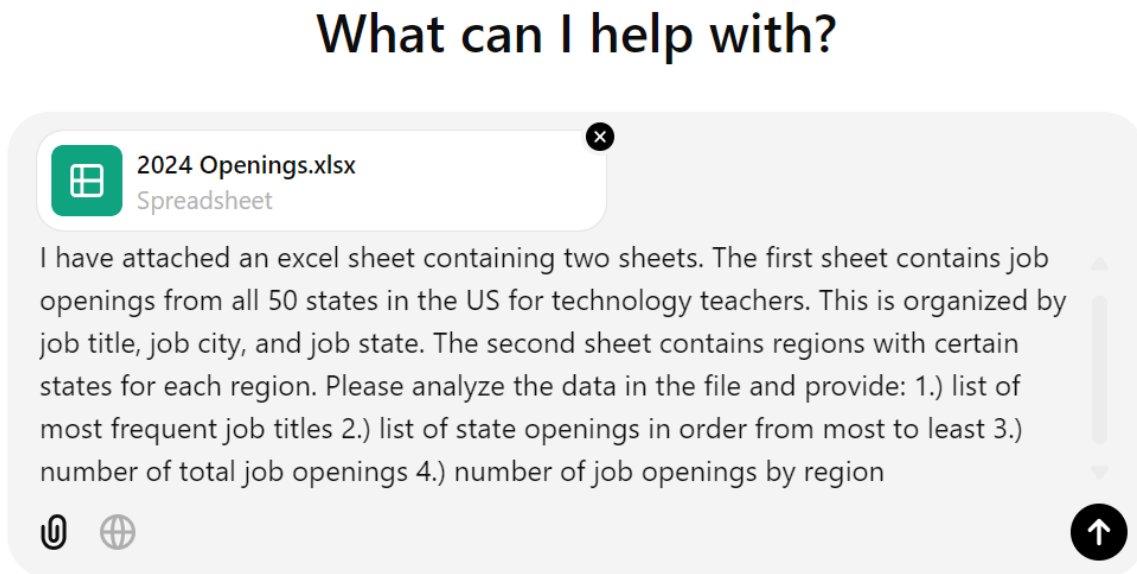 What can I help with?
2024 Openings.xlsx
Spreadsheet
I have attached an excel sheet containing two sheets. The first sheet contains job
openings from all 50 states in the US for technology teachers. This is organized by
job title, job city, and job state. The second sheet contains regions with certain
states for each region. Please analyze the data in the file and provide: 1.) list of
most frequent job titles 2.) list of state openings in order from most to least 3.)
number of total job openings 4.) number of job openings by region